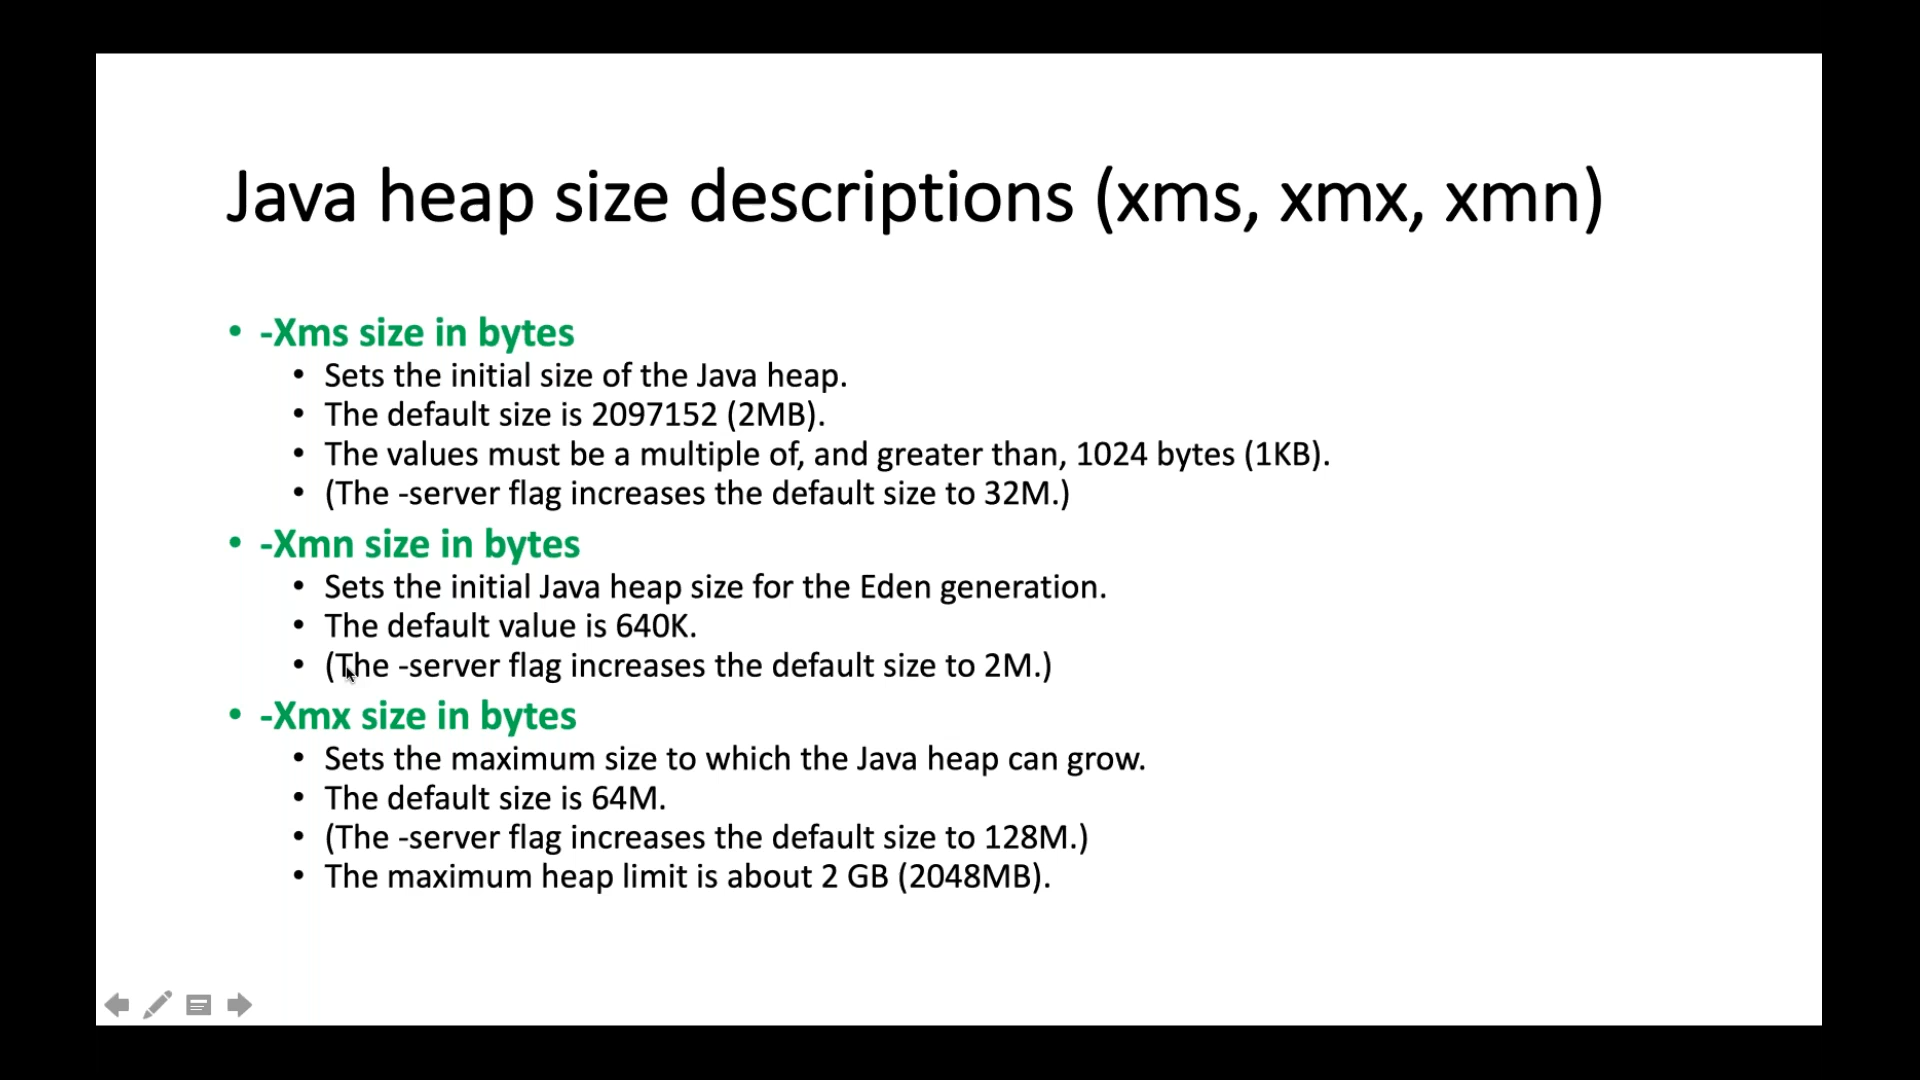 Java heap size descriptions (xms, xmx, xmn)
• -Xms size in bytes
• Sets the initial size of the Java heap.
• The default size is 2097152 (2MB).
• The values must be a multiple of, and greater than, 1024 bytes (1KB).
• (The -server flag increases the default size to 32M.)
• -Xmn size in bytes
• Sets the initial Java heap size for the Eden generation.
• The default value is 640K.
• (The -server flag increases the default size to 2M.)
• -Xmx size in bytes
• Sets the maximum size to which the Java heap can grow.
• The default size is 64M.
• (The -server flag increases the default size to 128M.)
• The maximum heap limit is about 2 GB (2048MB).